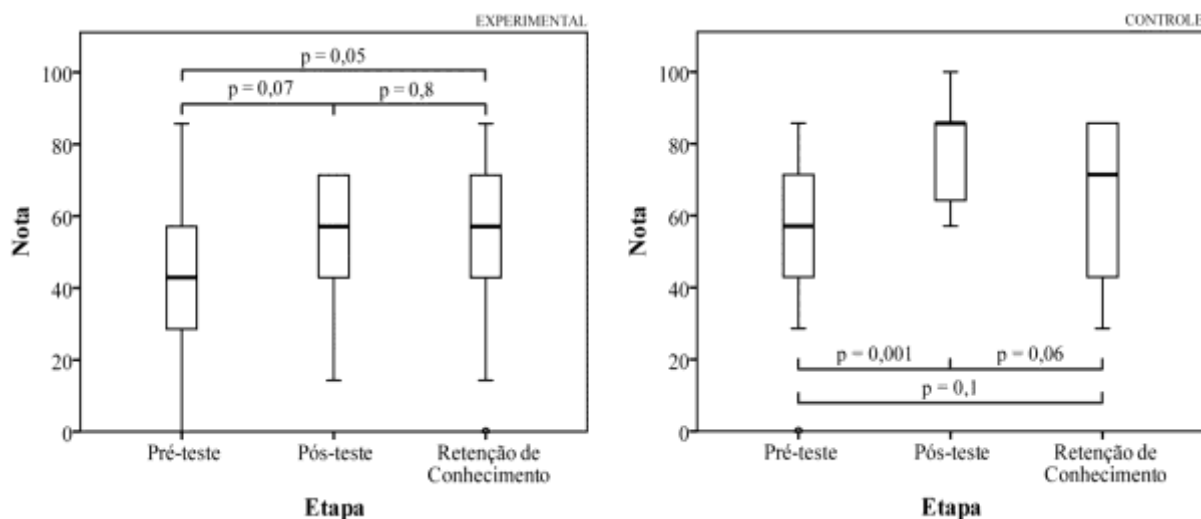 EXPERIMENTAL
100
80
60
40
20
0
Nota
p = 0,05
p = 0,07
p = 0,8
Pré-teste
Pós-teste
Retenção de
Conhecimento
Etapa
CONTROLE
100
80
60
40
20
0
Nota
p = 0,001
p = 0,06
p = 0,1
Pré-teste
Pós-teste
Retenção de
Conhecimento
Etapa